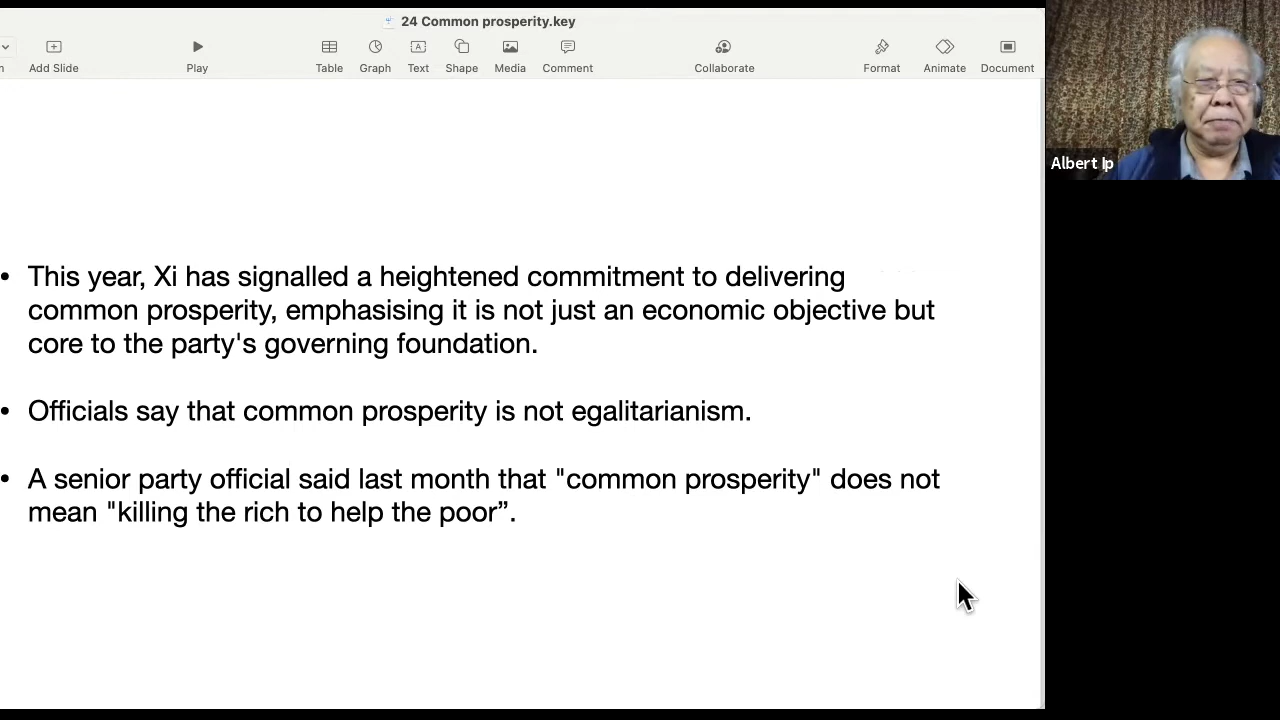 24 Common prosperity.key
Add Slide
Play
Table
Graph
Text
Shape
Media
Comment
Collaborate
Format
Animate
Document
Albert Ip
• This year, Xi has signalled a heightened commitment to delivering
common prosperity, emphasising it is not just an economic objective but
core to the party's governing foundation.
• Officials say that common prosperity is not egalitarianism.
• A senior party official said last month that "common prosperity" does not
mean "killing the rich to help the poor”.